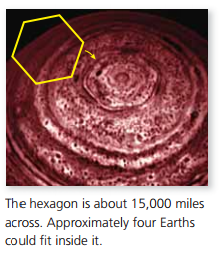 The hexagon is about 15,000 miles
across. Approximately four Earths
could fit inside it.